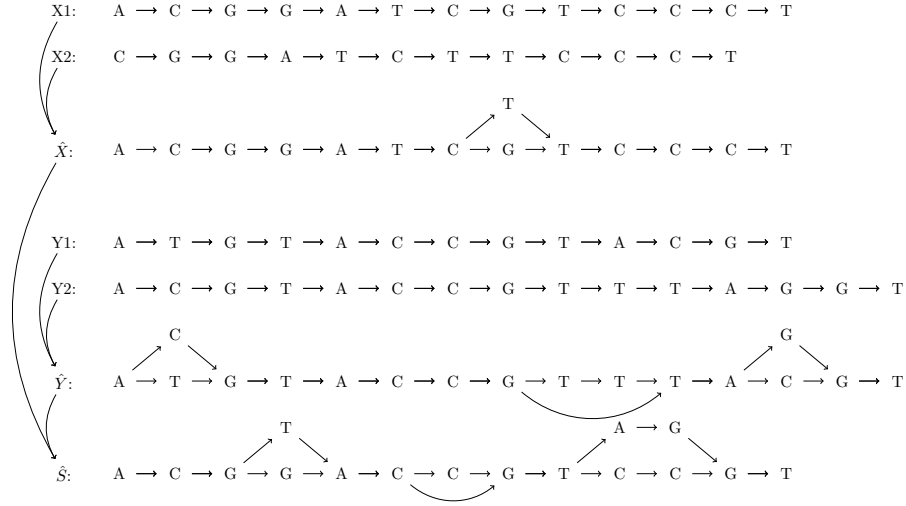 X1: A → C → G → G → A → T → C → G → T → C → C → C → T
X2: C → G → G → A → T → C → T → T → C → C → C → T
T
X̂: A → C → G → G → A → T → C → G → T → C → C → C → T
Y1: A → T → G → T → A → C → C → G → T → A → C → G → T
Y2: A → C → G → T → A → C → C → G → T → T → T → A → G → G → T
C G
Ŷ: A → T → G → T → A → C → C → G → T → T → T → A → C → G → T
T A → G
Ŝ: A → C → G → G → A → C → C → G → T → C → C → G → T